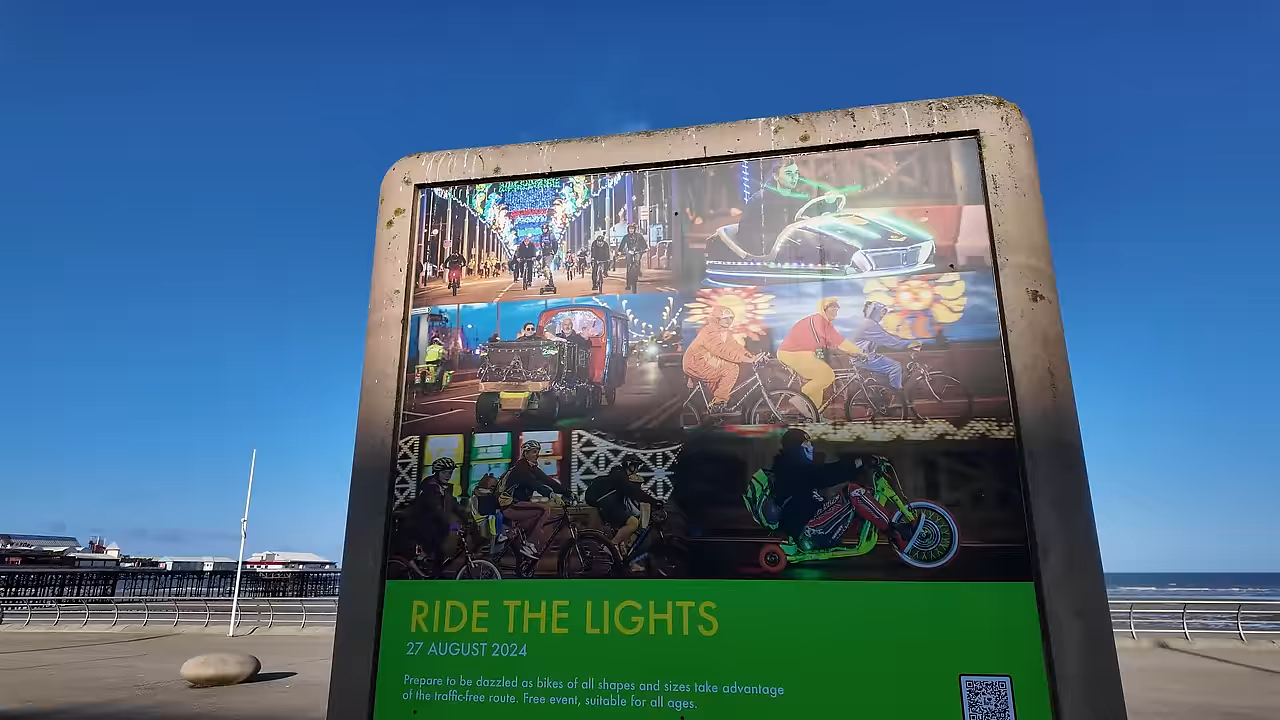 RIDE THE LIGHTS
27 AUGUST 2024
Prepare to be dazzled as bikes of all shapes and sizes take advantage
of the traffic-free route. Free event, suitable for all ages.